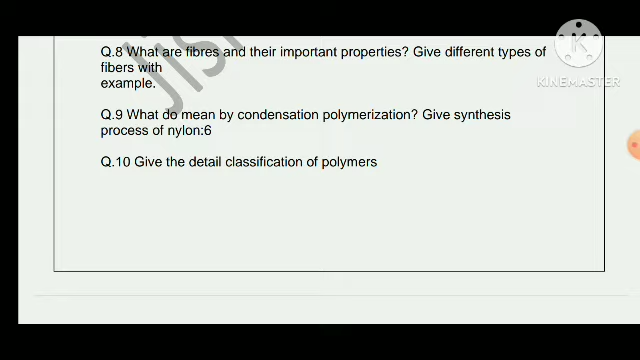 Q.8 What are fibres and their important properties? Give different types of
fibers with
example.
Q.9 What do mean by condensation polymerization? Give synthesis
process of nylon:6
Q.10 Give the detail classification of polymers
KINEMASTER